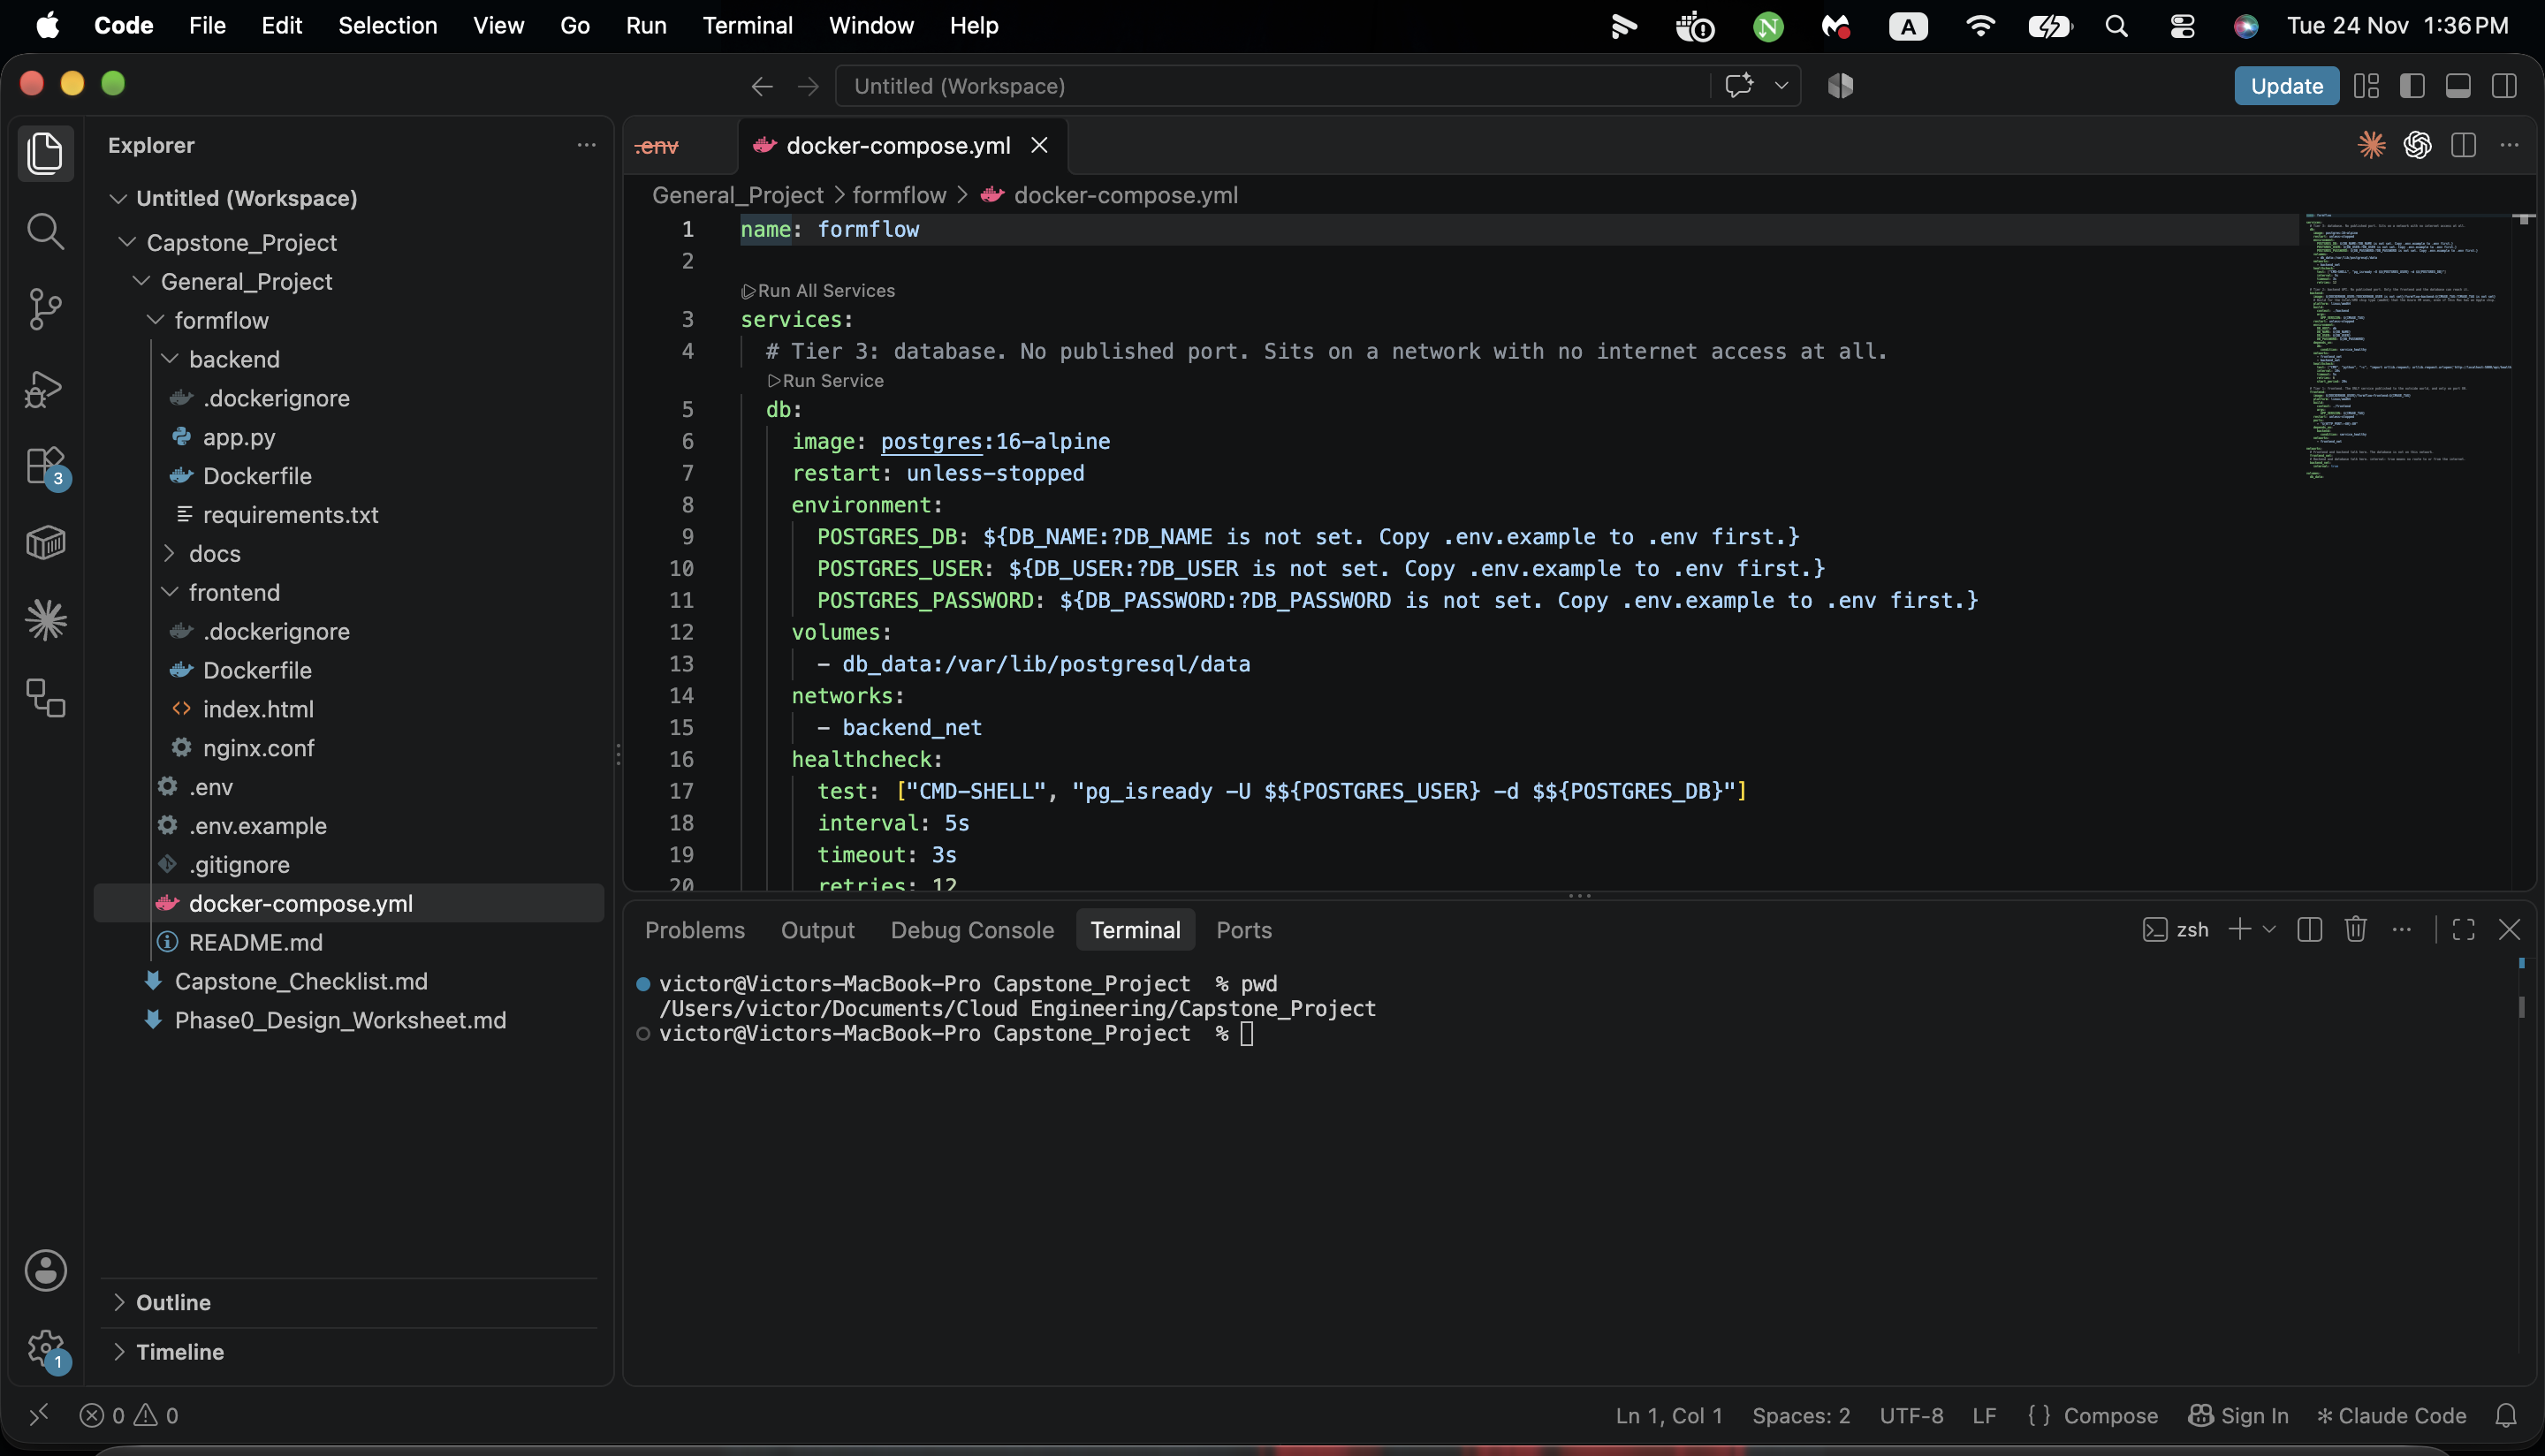 Code File Edit Selection View Go Run Terminal Window Help A Tue 24 Nov 1:36 PM
Untitled (Workspace) Update
Explorer
Untitled (Workspace)
Capstone_Project
General_Project
formflow
backend
.dockerignore
app.py
Dockerfile
requirements.txt
docs
frontend
.dockerignore
Dockerfile
index.html
nginx.conf
.env
.env.example
.gitignore
docker-compose.yml
README.md
Capstone_Checklist.md
Phase0_Design_Worksheet.md
Outline
Timeline
3
1
.env docker-compose.yml
General_Project > formflow > docker-compose.yml
1 name: formflow
2
Run All Services
3 services:
4 # Tier 3: database. No published port. Sits on a network with no internet access at all.
Run Service
5 db:
6 image: postgres:16-alpine
7 restart: unless-stopped
8 environment:
9 POSTGRES_DB: ${DB_NAME:?DB_NAME is not set. Copy .env.example to .env first.}
10 POSTGRES_USER: ${DB_USER:?DB_USER is not set. Copy .env.example to .env first.}
11 POSTGRES_PASSWORD: ${DB_PASSWORD:?DB_PASSWORD is not set. Copy .env.example to .env first.}
12 volumes:
13 - db_data:/var/lib/postgresql/data
14 networks:
15 - backend_net
16 healthcheck:
17 test: ["CMD-SHELL", "pg_isready -U $${POSTGRES_USER} -d $${POSTGRES_DB}"]
18 interval: 5s
19 timeout: 3s
20 retries: 12
Problems Output Debug Console Terminal Ports zsh
victor@Victors-MacBook-Pro Capstone_Project % pwd
/Users/victor/Documents/Cloud Engineering/Capstone_Project
victor@Victors-MacBook-Pro Capstone_Project %
0 0 Ln 1, Col 1 Spaces: 2 UTF-8 LF {} Compose Sign In Claude Code